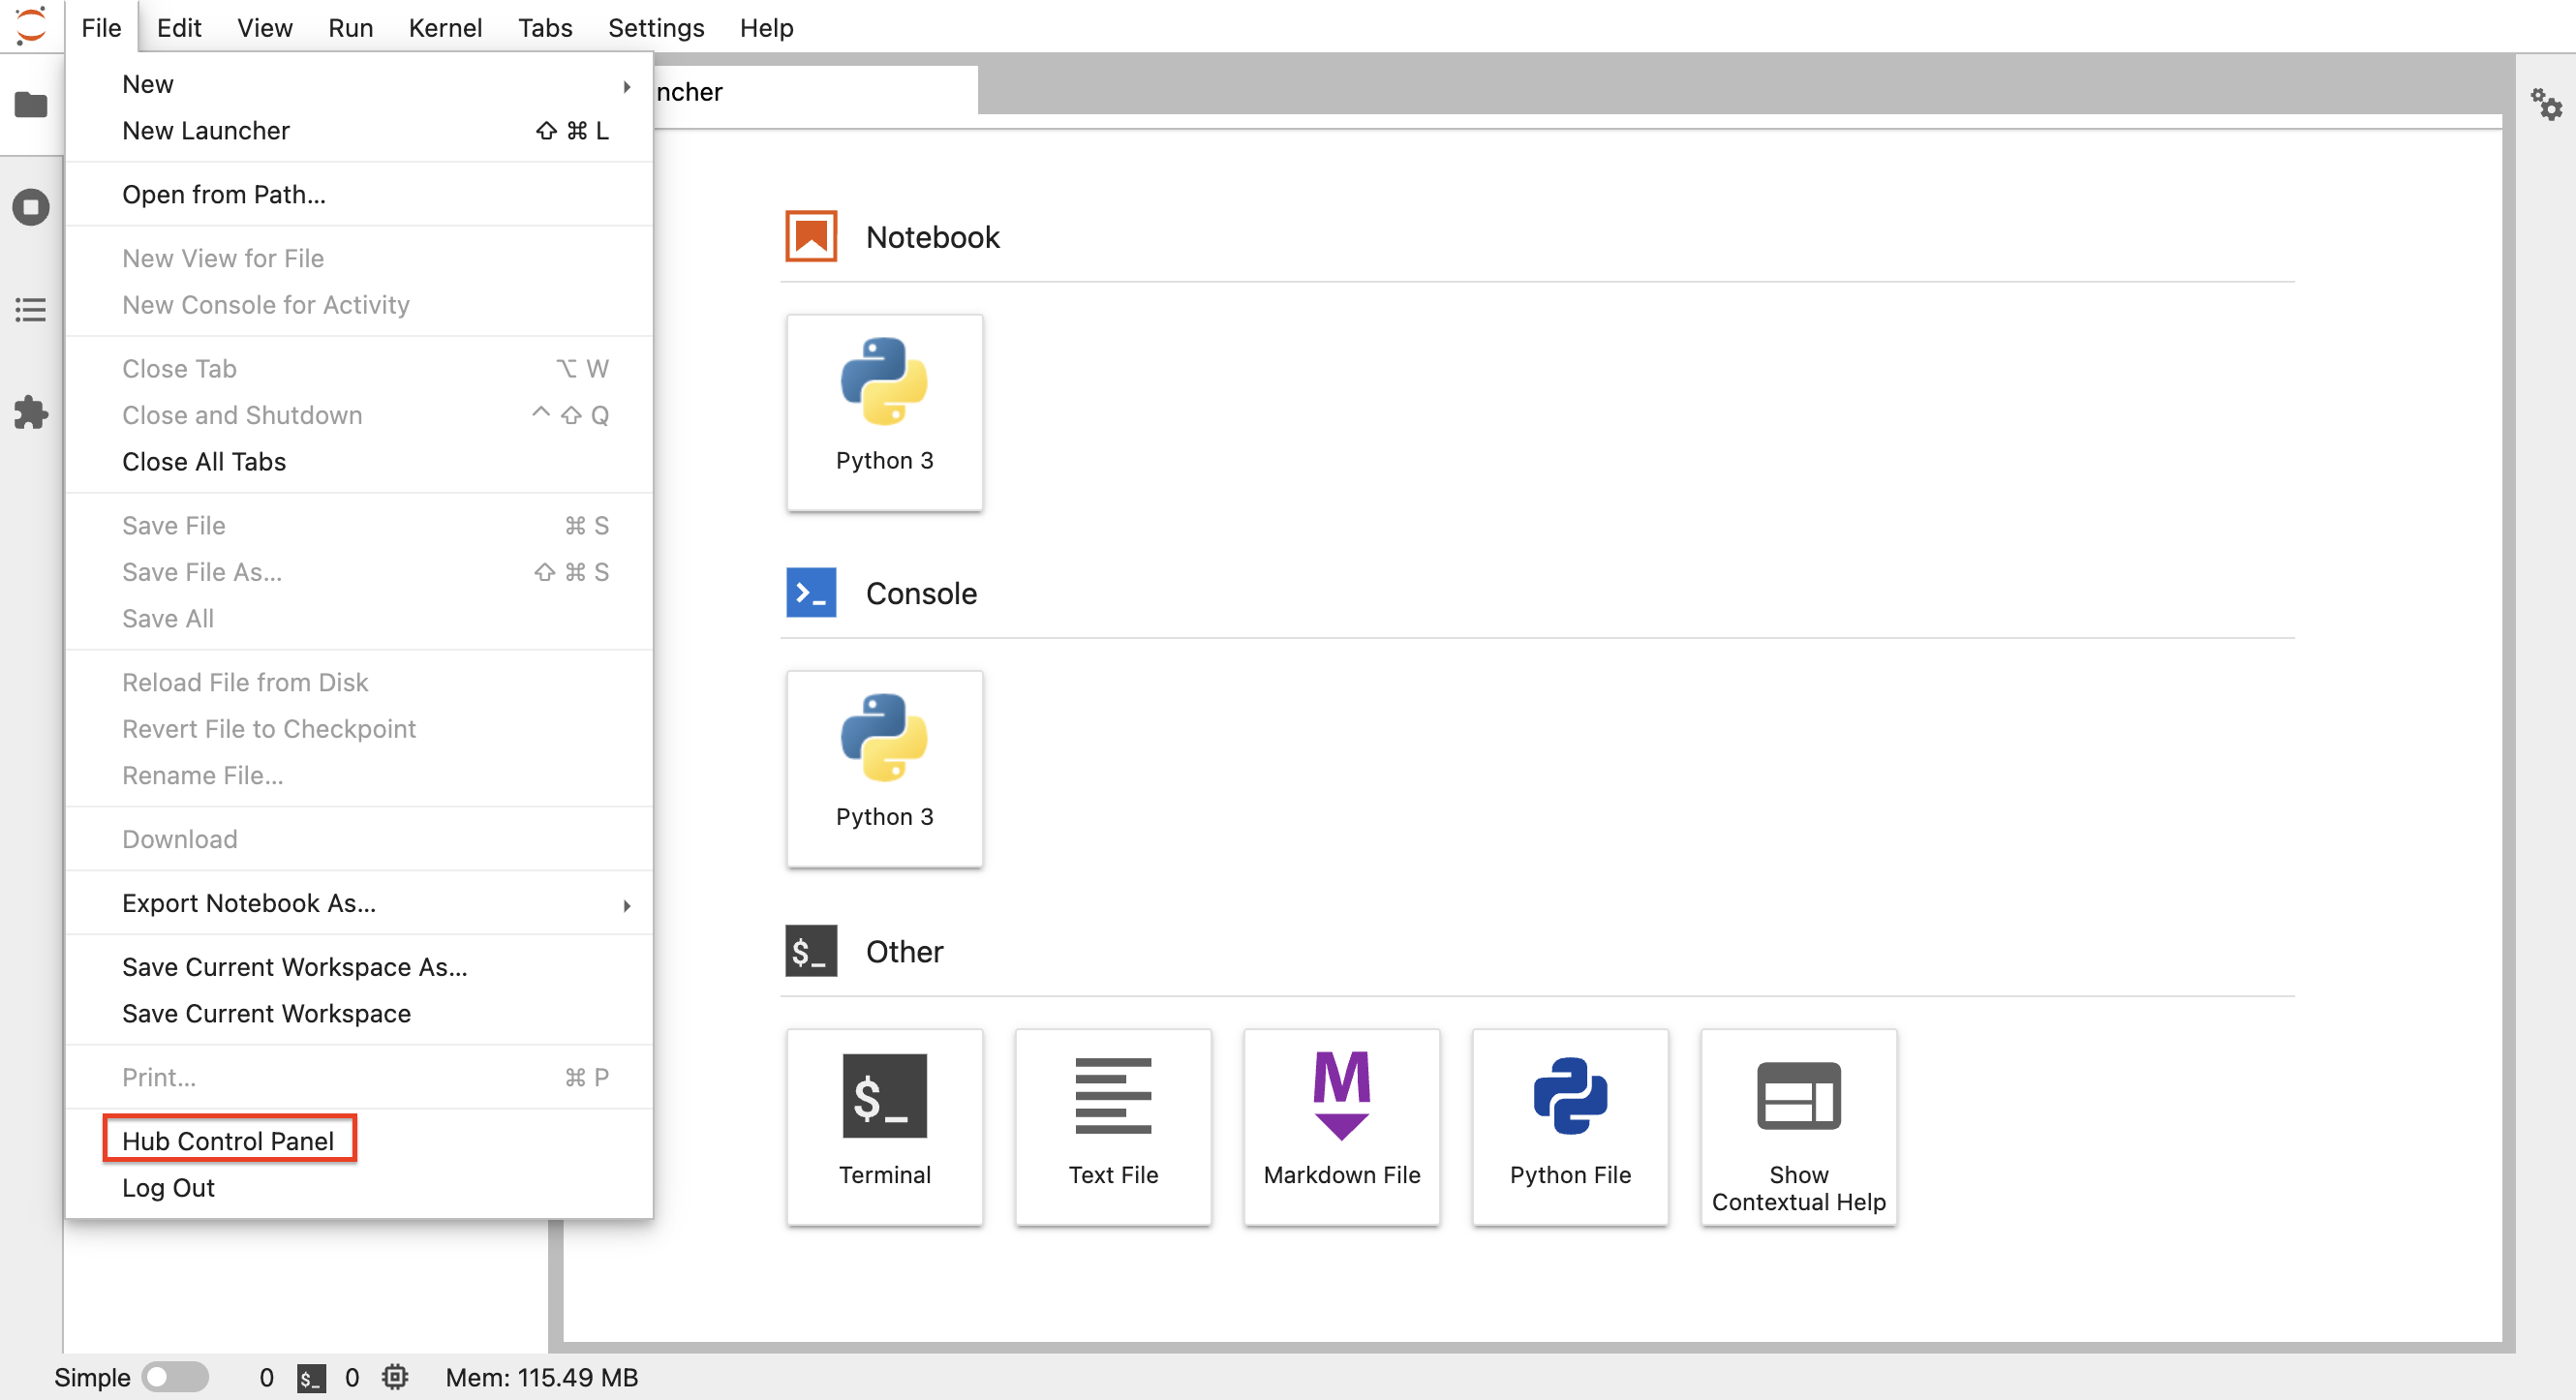 File Edit View Run Kernel Tabs Settings Help
New
New Launcher ⇧ ⌘ L
Open from Path...
New View for File
New Console for Activity
Close Tab ⌥ W
Close and Shutdown ^ ⇧ Q
Close All Tabs
Save File ⌘ S
Save File As... ⇧ ⌘ S
Save All
Reload File from Disk
Revert File to Checkpoint
Rename File...
Download
Export Notebook As...
Save Current Workspace As...
Save Current Workspace
Print... ⌘ P
Hub Control Panel
Log Out
ncher
Notebook
Python 3
Console
Python 3
$_ Other
$_
Terminal
Text File
M
Markdown File
Python File
Show
Contextual Help
Simple 0 $_ 0 Mem: 115.49 MB